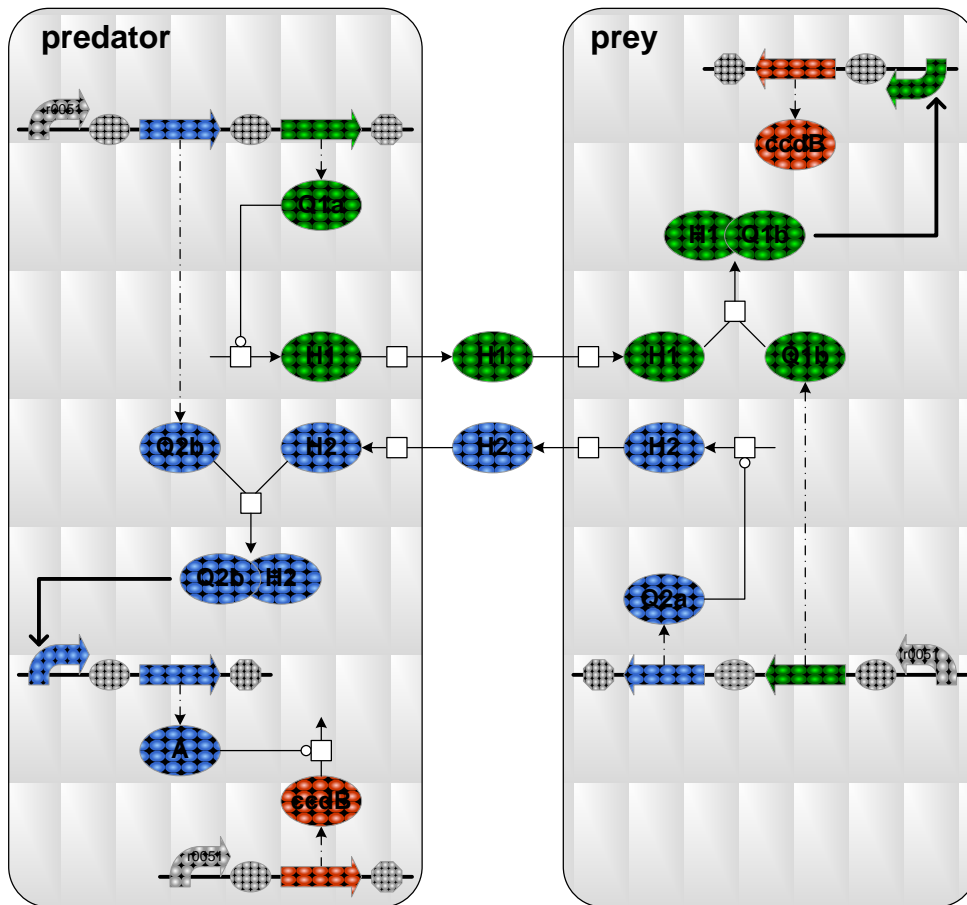 predator
prey
r0051
ccdB
Q1a
H1 Q1b
H1
H1
H1
Q1b
Q2b
H2
H2
H2
Q2b H2
Q2a
r0051
A
ccdB
r0051